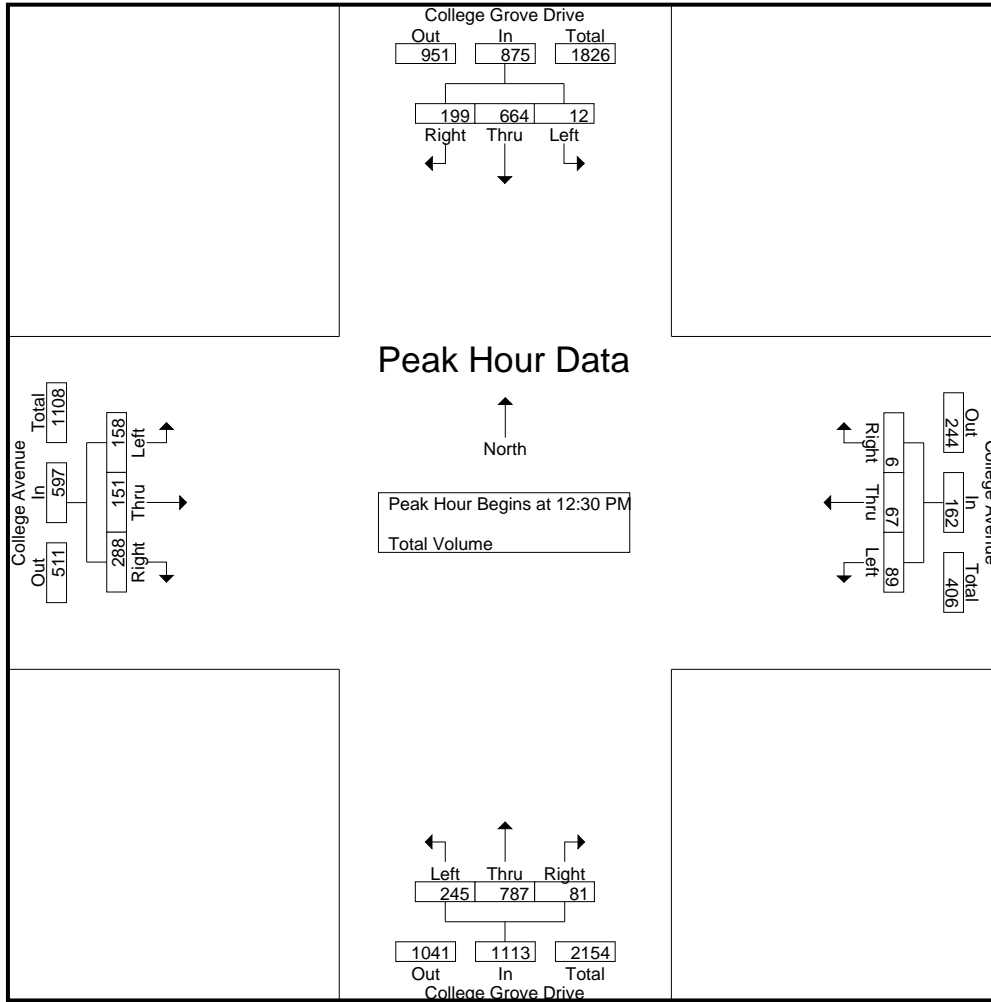 College Grove Drive
Out In Total
951 875 1826
199 664 12
Right Thru Left
Peak Hour Data
North
Peak Hour Begins at 12:30 PM
Total Volume
College Avenue
Out In Total
511 597 1108
288 151 158
Right Thru Left
College Avenue
Out In Total
244 162 406
6 67 89
Right Thru Left
Left Thru Right
245 787 81
1041 1113 2154
Out In Total
College Grove Drive